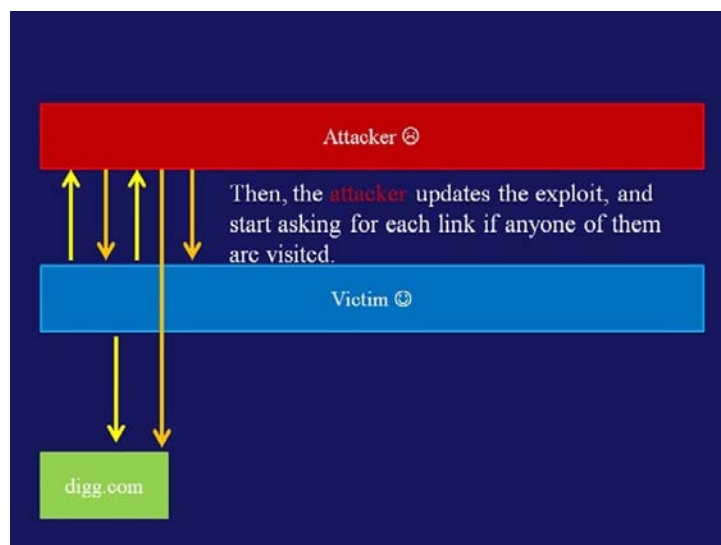 Attacker ☹
Then, the attacker updates the exploit, and
start asking for each link if anyone of them
are visited.
Victim ☺
digg.com